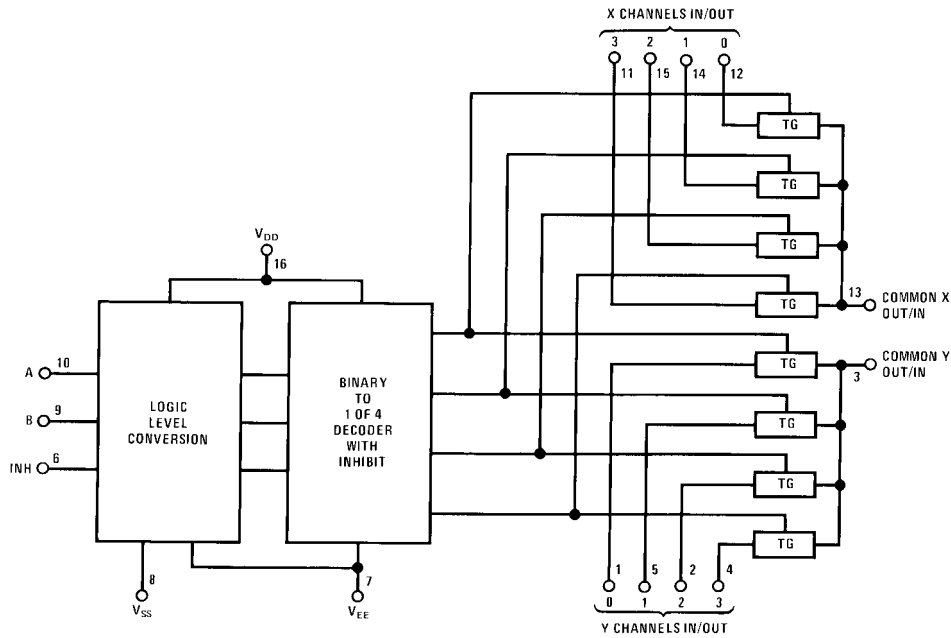 X CHANNELS IN/OUT
3 2 1 0
11 15 14 12
TG
TG
TG
TG
13
COMMON X
OUT/IN
V_DD
16
A 10
B 9
INH 6
LOGIC
LEVEL
CONVERSION
BINARY
TO
1 OF 4
DECODER
WITH
INHIBIT
TG
TG
TG
TG
3
COMMON Y
OUT/IN
8
V_SS
7
V_EE
1 5 2 4
0 1 2 3
Y CHANNELS IN/OUT